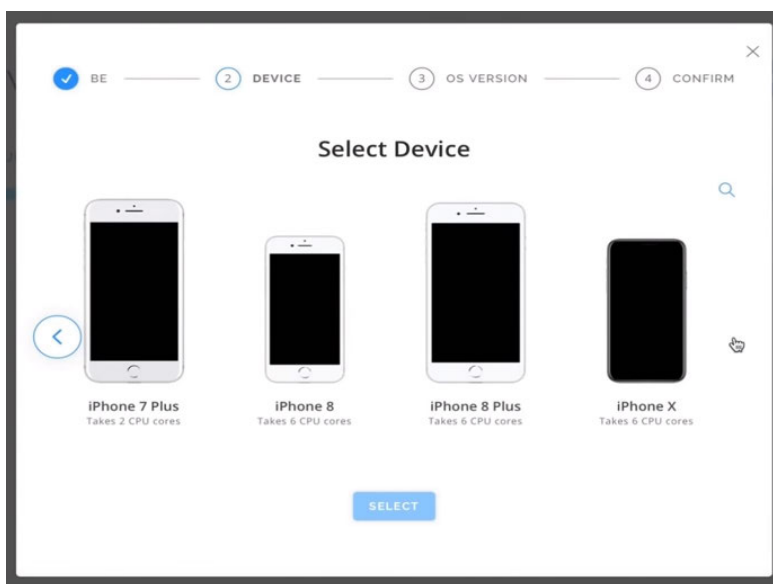 BE
2 DEVICE
3 OS VERSION
4 CONFIRM
Select Device
iPhone 7 Plus
Takes 2 CPU cores
iPhone 8
Takes 6 CPU cores
iPhone 8 Plus
Takes 6 CPU cores
iPhone X
Takes 6 CPU cores
SELECT